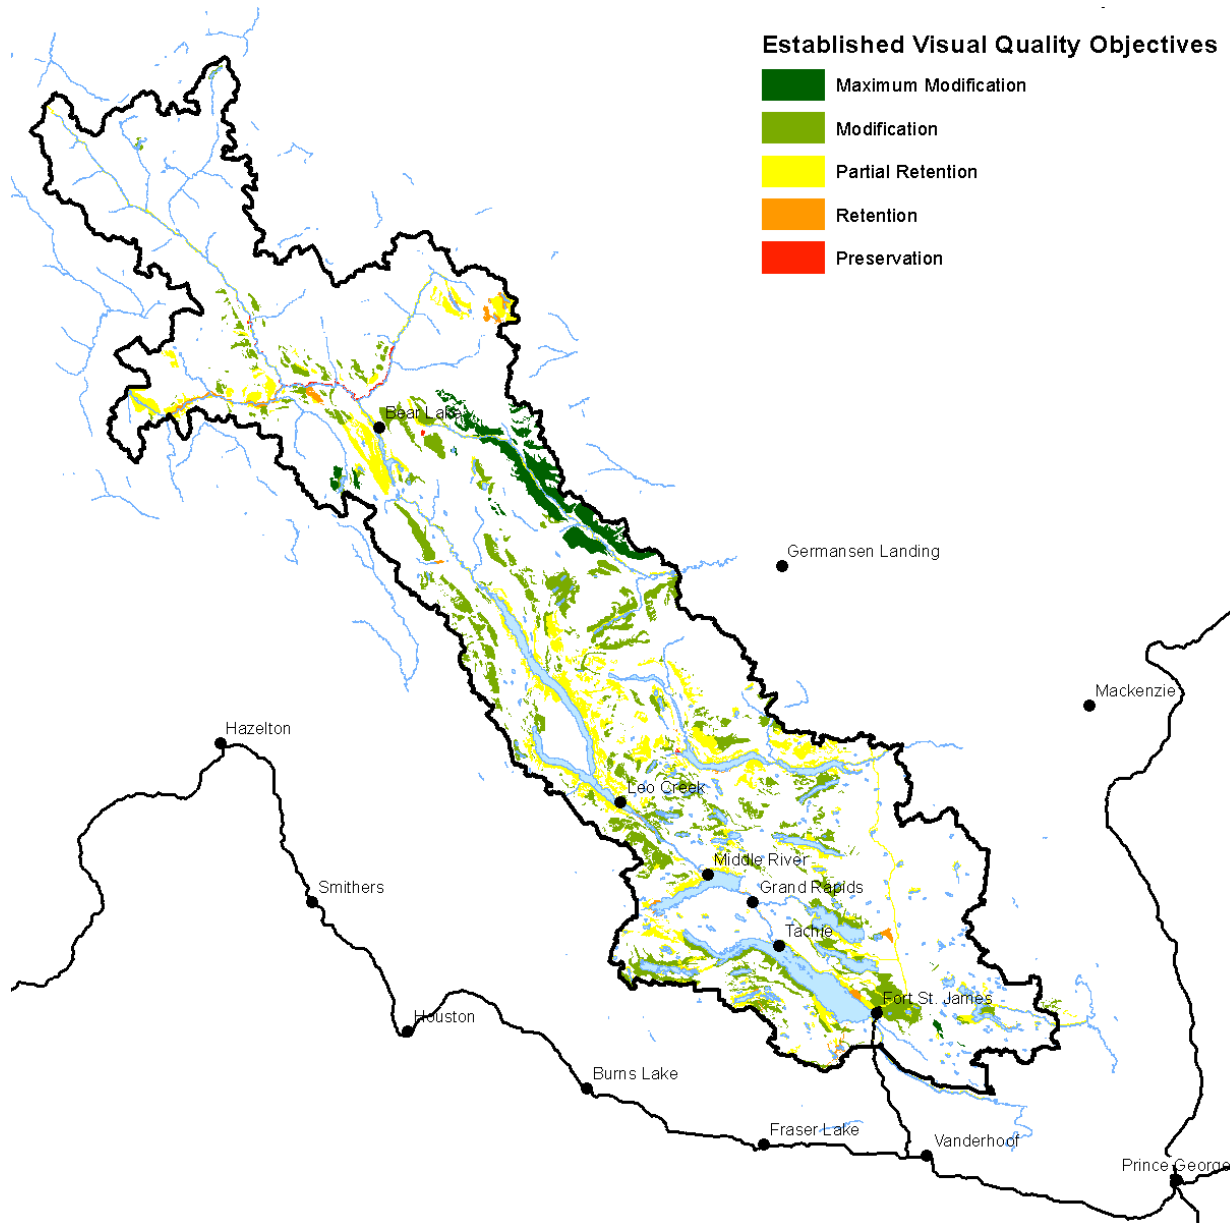 Established Visual Quality Objectives
Maximum Modification
Modification
Partial Retention
Retention
Preservation
Bear Lake
Germansen Landing
Mackenzie
Hazelton
Leo Creek
Middle River
Smithers
Grand Rapids
Tachie
Fort St. James
Houston
Burns Lake
Fraser Lake
Vanderhoof
Prince George